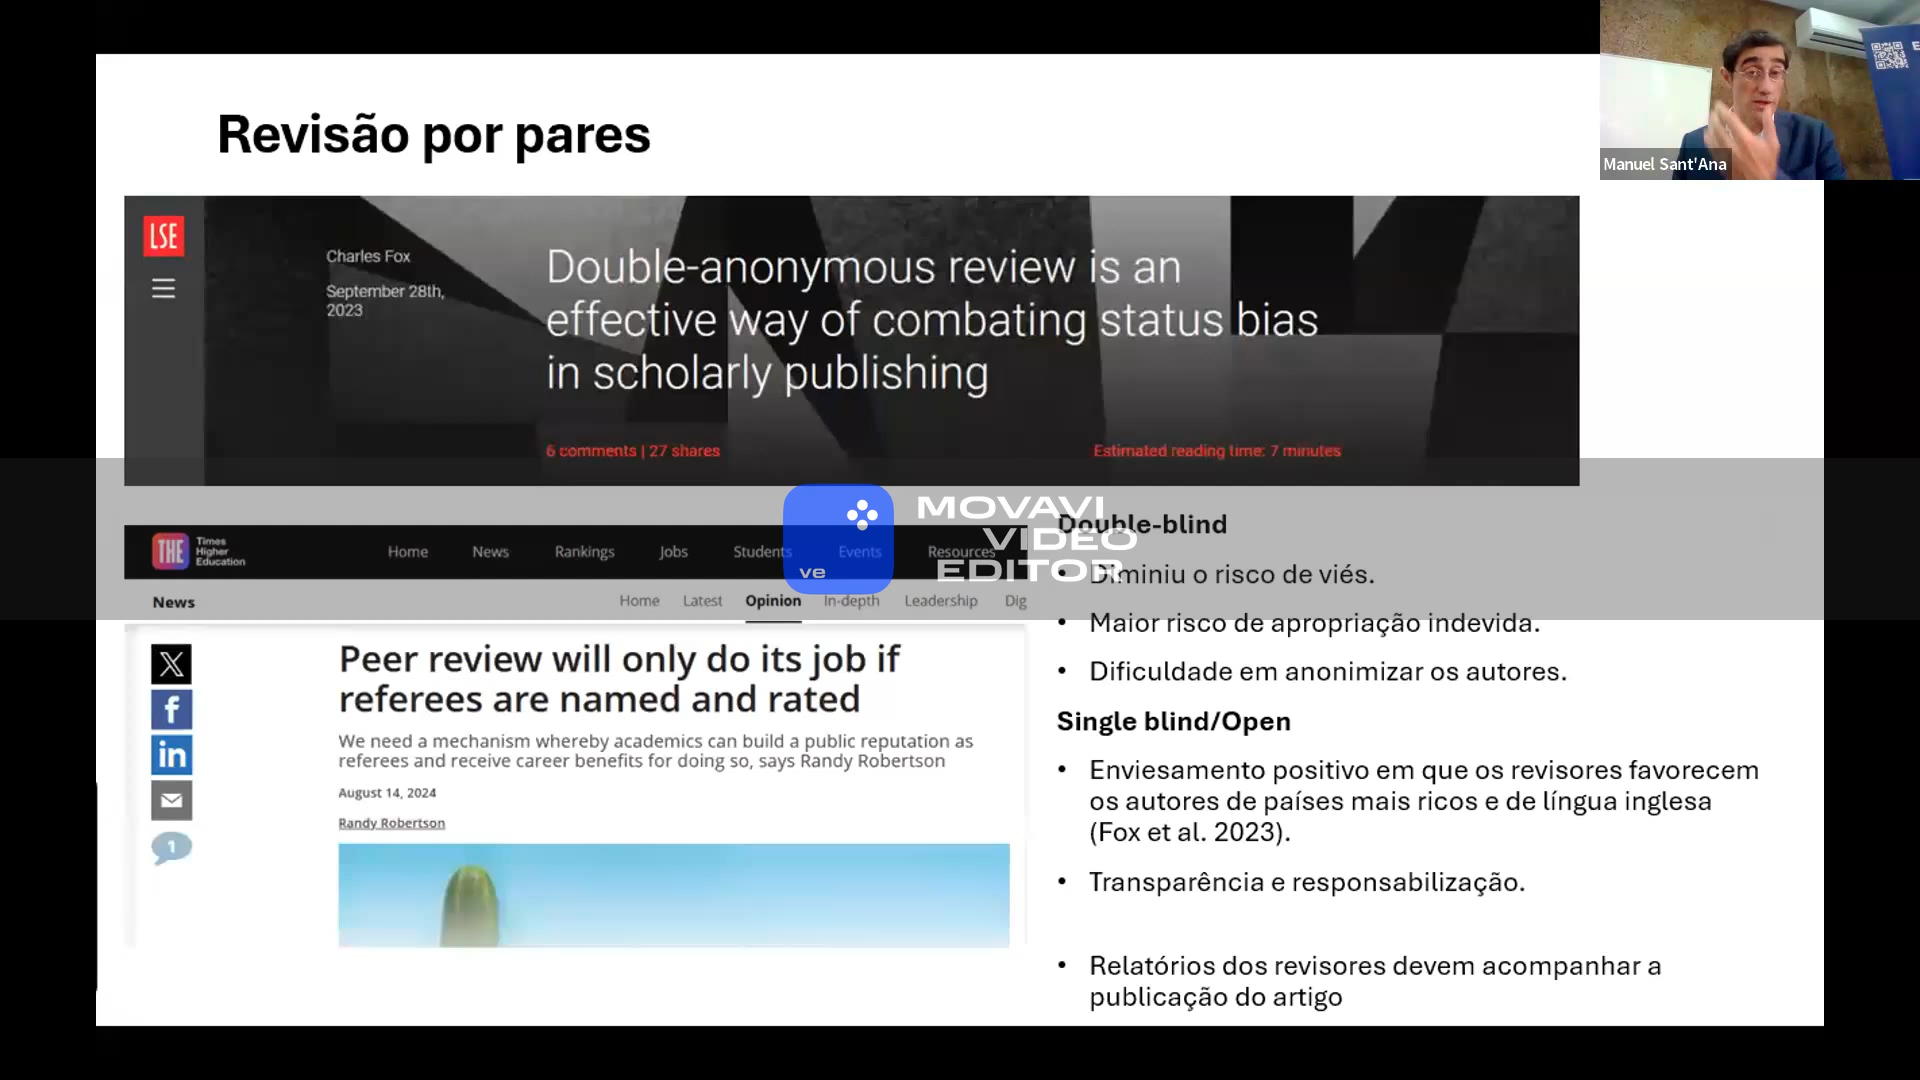 Revisão por pares
Manuel Sant'Ana
LSE
Charles Fox
September 28th,
2023
Double-anonymous review is an
effective way of combating status bias
in scholarly publishing
6 comments | 27 shares
Estimated reading time: 7 minutes
THE
Times
Higher
Education
Home News Rankings Jobs Students Events Resources
News
Home Latest Opinion In-depth Leadership Dig
Peer review will only do its job if
referees are named and rated
We need a mechanism whereby academics can build a public reputation as
referees and receive career benefits for doing so, says Randy Robertson
August 14, 2024
Randy Robertson
X
f
in
1
ve
MOVAVI
VIDEO
EDITOR
Double-blind
• Diminiu o risco de viés.
• Maior risco de apropriação indevida.
• Dificuldade em anonimizar os autores.
Single blind/Open
• Enviesamento positivo em que os revisores favorecem
os autores de países mais ricos e de língua inglesa
(Fox et al. 2023).
• Transparência e responsabilização.
• Relatórios dos revisores devem acompanhar a
publicação do artigo
E